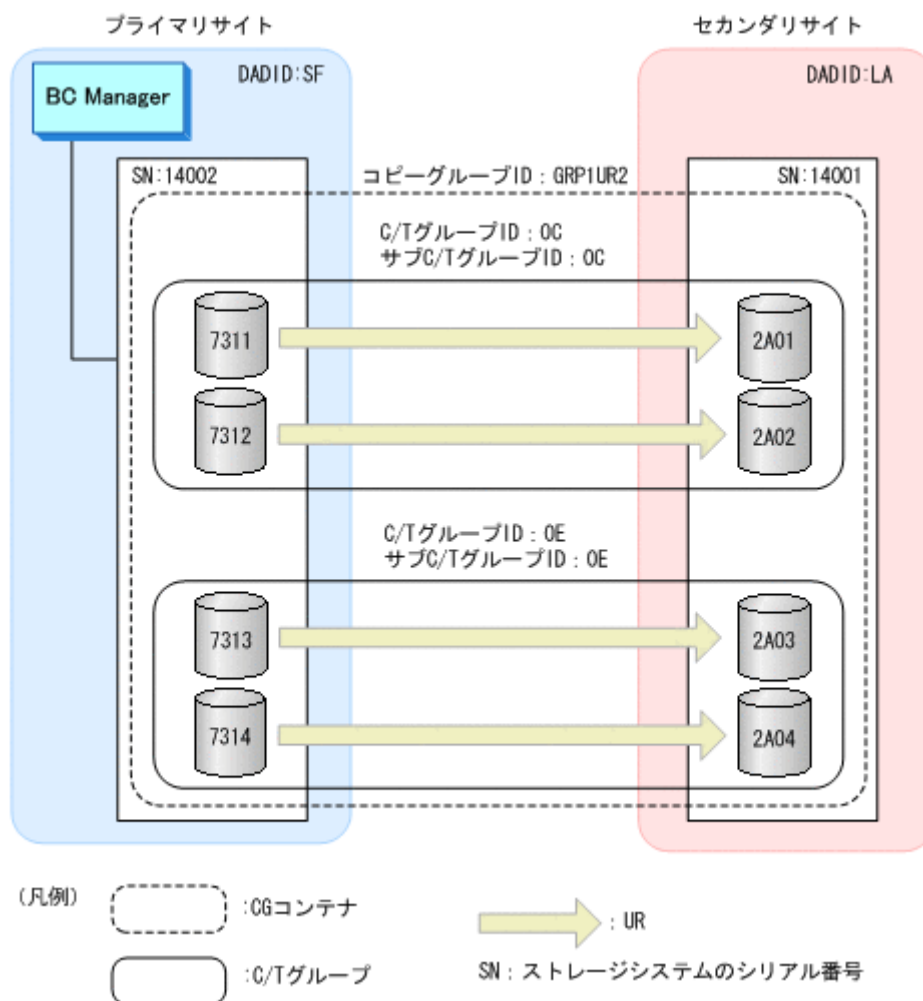 プライマリサイト
セカンダリサイト
DADID:SF
DADID:LA
BC Manager
SN:14002
コピーグループID：GRP1UR2
SN:14001
C/TグループID：0C
サブC/TグループID：0C
7311
2A01
7312
2A02
C/TグループID：0E
サブC/TグループID：0E
7313
2A03
7314
2A04
(凡例)
:CGコンテナ
：UR
:C/Tグループ
SN：ストレージシステムのシリアル番号